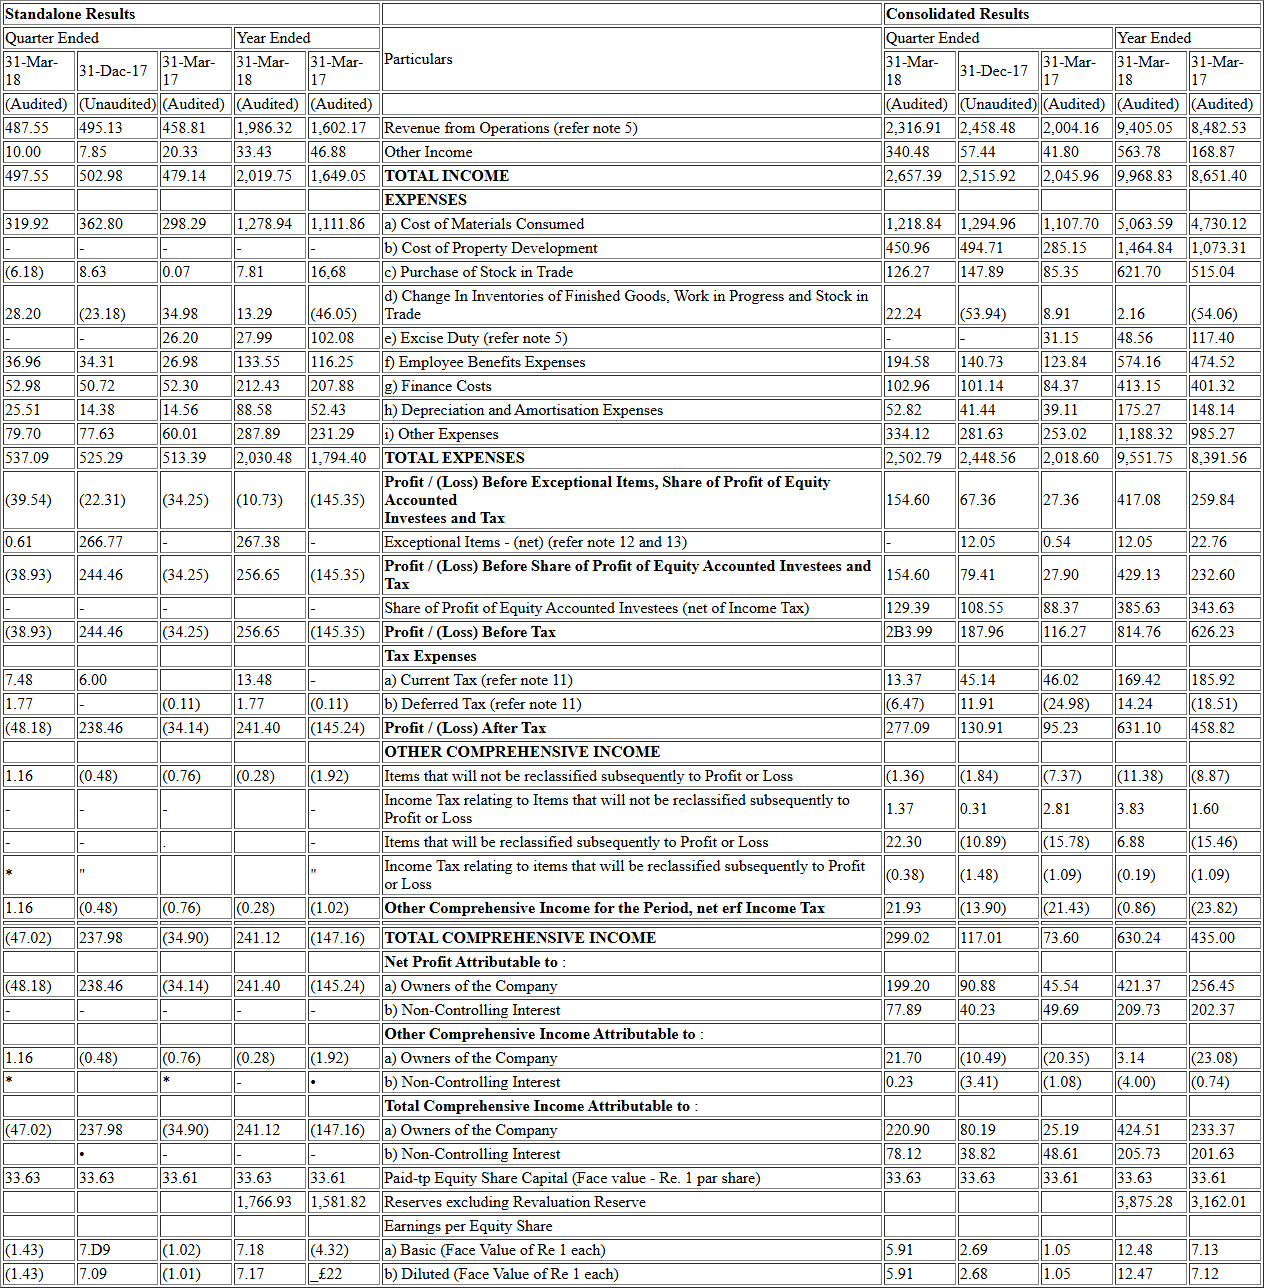 Standalone Results Consolidated Results
Quarter Ended Year Ended Particulars Quarter Ended Year Ended
31-Mar-18 31-Dac-17 31-Mar-17 31-Mar-18 31-Mar-17 31-Mar-18 31-Dec-17 31-Mar-17 31-Mar-18 31-Mar-17
(Audited) (Unaudited) (Audited) (Audited) (Audited) (Audited) (Unaudited) (Audited) (Audited) (Audited)
487.55 495.13 458.81 1,986.32 1,602.17 Revenue from Operations (refer note 5) 2,316.91 2,458.48 2,004.16 9,405.05 8,482.53
10.00 7.85 20.33 33.43 46.88 Other Income 340.48 57.44 41.80 563.78 168.87
497.55 502.98 479.14 2,019.75 1,649.05 TOTAL INCOME 2,657.39 2,515.92 2,045.96 9,968.83 8,651.40
EXPENSES
319.92 362.80 298.29 1,278.94 1,111.86 a) Cost of Materials Consumed 1,218.84 1,294.96 1,107.70 5,063.59 4,730.12
- - - - - b) Cost of Property Development 450.96 494.71 285.15 1,464.84 1,073.31
(6.18) 8.63 0.07 7.81 16,68 c) Purchase of Stock in Trade 126.27 147.89 85.35 621.70 515.04
28.20 (23.18) 34.98 13.29 (46.05) d) Change In Inventories of Finished Goods, Work in Progress and Stock in Trade 22.24 (53.94) 8.91 2.16 (54.06)
- - 26.20 27.99 102.08 e) Excise Duty (refer note 5) - - 31.15 48.56 117.40
36.96 34.31 26.98 133.55 116.25 f) Employee Benefits Expenses 194.58 140.73 123.84 574.16 474.52
52.98 50.72 52.30 212.43 207.88 g) Finance Costs 102.96 101.14 84.37 413.15 401.32
25.51 14.38 14.56 88.58 52.43 h) Depreciation and Amortisation Expenses 52.82 41.44 39.11 175.27 148.14
79.70 77.63 60.01 287.89 231.29 i) Other Expenses 334.12 281.63 253.02 1,188.32 985.27
537.09 525.29 513.39 2,030.48 1,794.40 TOTAL EXPENSES 2,502.79 2,448.56 2,018.60 9,551.75 8,391.56
(39.54) (22.31) (34.25) (10.73) (145.35) Profit / (Loss) Before Exceptional Items, Share of Profit of Equity Accounted Investees and Tax 154.60 67.36 27.36 417.08 259.84
0.61 266.77 - 267.38 - Exceptional Items - (net) (refer note 12 and 13) - 12.05 0.54 12.05 22.76
(38.93) 244.46 (34.25) 256.65 (145.35) Profit / (Loss) Before Share of Profit of Equity Accounted Investees and Tax 154.60 79.41 27.90 429.13 232.60
- - - - Share of Profit of Equity Accounted Investees (net of Income Tax) 129.39 108.55 88.37 385.63 343.63
(38.93) 244.46 (34.25) 256.65 (145.35) Profit / (Loss) Before Tax 2B3.99 187.96 116.27 814.76 626.23
Tax Expenses
7.48 6.00 13.48 - a) Current Tax (refer note 11) 13.37 45.14 46.02 169.42 185.92
1.77 - (0.11) 1.77 (0.11) b) Deferred Tax (refer note 11) (6.47) 11.91 (24.98) 14.24 (18.51)
(48.18) 238.46 (34.14) 241.40 (145.24) Profit / (Loss) After Tax 277.09 130.91 95.23 631.10 458.82
OTHER COMPREHENSIVE INCOME
1.16 (0.48) (0.76) (0.28) (1.92) Items that will not be reclassified subsequently to Profit or Loss (1.36) (1.84) (7.37) (11.38) (8.87)
- - - - Income Tax relating to Items that will not be reclassified subsequently to Profit or Loss 1.37 0.31 2.81 3.83 1.60
- - . - Items that will be reclassified subsequently to Profit or Loss 22.30 (10.89) (15.78) 6.88 (15.46)
* " " Income Tax relating to items that will be reclassified subsequently to Profit or Loss (0.38) (1.48) (1.09) (0.19) (1.09)
1.16 (0.48) (0.76) (0.28) (1.02) Other Comprehensive Income for the Period, net erf Income Tax 21.93 (13.90) (21.43) (0.86) (23.82)
(47.02) 237.98 (34.90) 241.12 (147.16) TOTAL COMPREHENSIVE INCOME 299.02 117.01 73.60 630.24 435.00
Net Profit Attributable to :
(48.18) 238.46 (34.14) 241.40 (145.24) a) Owners of the Company 199.20 90.88 45.54 421.37 256.45
- - - - - b) Non-Controlling Interest 77.89 40.23 49.69 209.73 202.37
Other Comprehensive Income Attributable to :
1.16 (0.48) (0.76) (0.28) (1.92) a) Owners of the Company 21.70 (10.49) (20.35) 3.14 (23.08)
* * - • b) Non-Controlling Interest 0.23 (3.41) (1.08) (4.00) (0.74)
Total Comprehensive Income Attributable to :
(47.02) 237.98 (34.90) 241.12 (147.16) a) Owners of the Company 220.90 80.19 25.19 424.51 233.37
• - - - b) Non-Controlling Interest 78.12 38.82 48.61 205.73 201.63
33.63 33.63 33.61 33.63 33.61 Paid-tp Equity Share Capital (Face value - Re. 1 par share) 33.63 33.63 33.61 33.63 33.61
1,766.93 1,581.82 Reserves excluding Revaluation Reserve 3,875.28 3,162.01
Earnings per Equity Share
(1.43) 7.D9 (1.02) 7.18 (4.32) a) Basic (Face Value of Re 1 each) 5.91 2.69 1.05 12.48 7.13
(1.43) 7.09 (1.01) 7.17 _£22 b) Diluted (Face Value of Re 1 each) 5.91 2.68 1.05 12.47 7.12